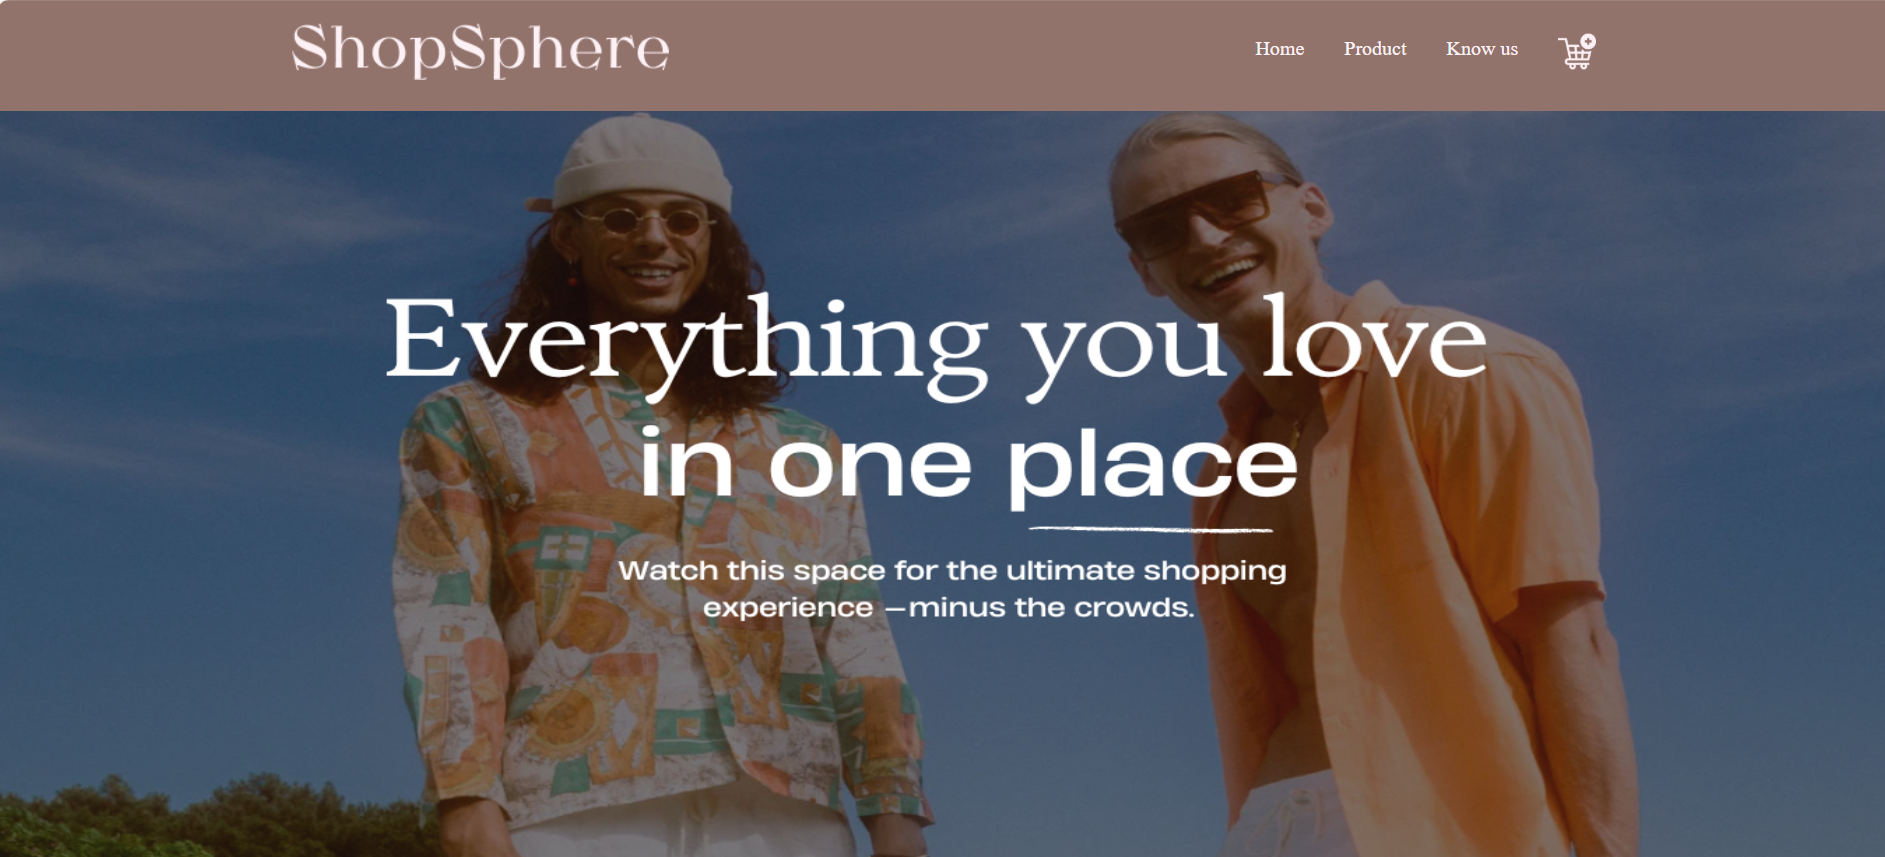 ShopSphere
Home Product Know us
Everything you love
in one place
Watch this space for the ultimate shopping
experience —minus the crowds.